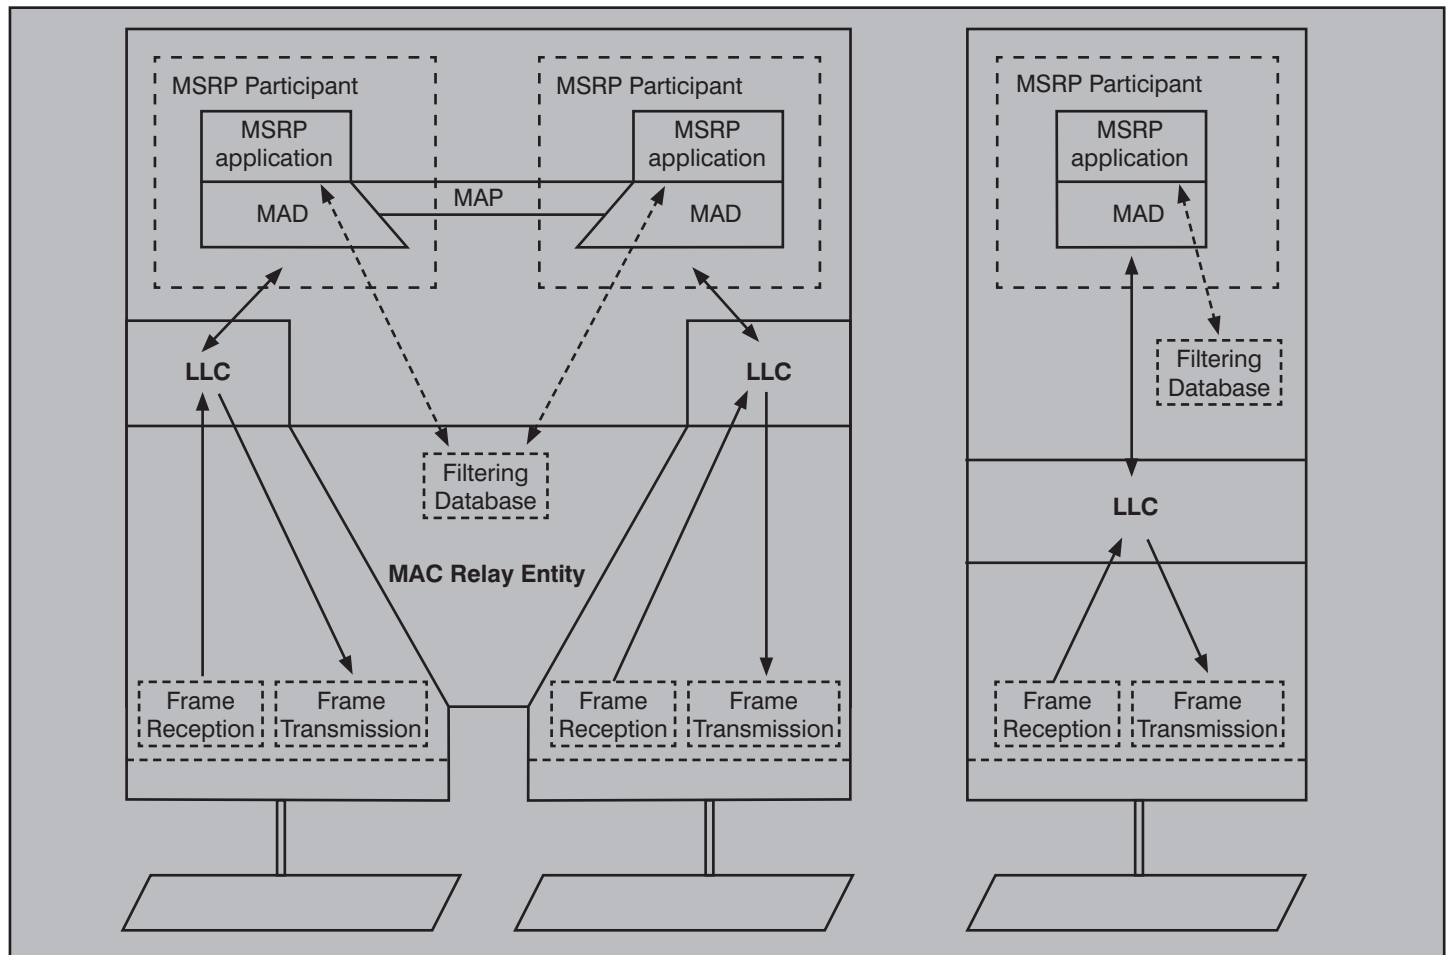 MSRP Participant
MSRP
application
MAD
MAP
MSRP Participant
MSRP
application
MAD
LLC
LLC
Filtering
Database
MAC Relay Entity
Frame
Reception
Frame
Transmission
Frame
Reception
Frame
Transmission
MSRP Participant
MSRP
application
MAD
Filtering
Database
LLC
Frame
Reception
Frame
Transmission